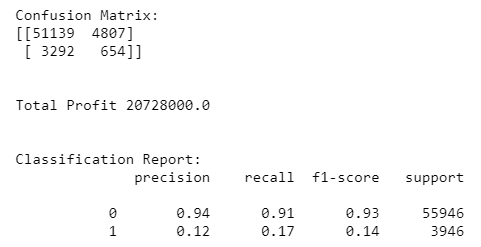 Confusion Matrix:
[[51139 4807]
[ 3292 654]]
Total Profit 20728000.0
Classification Report:
precision recall f1-score support
0 0.94 0.91 0.93 55946
1 0.12 0.17 0.14 3946